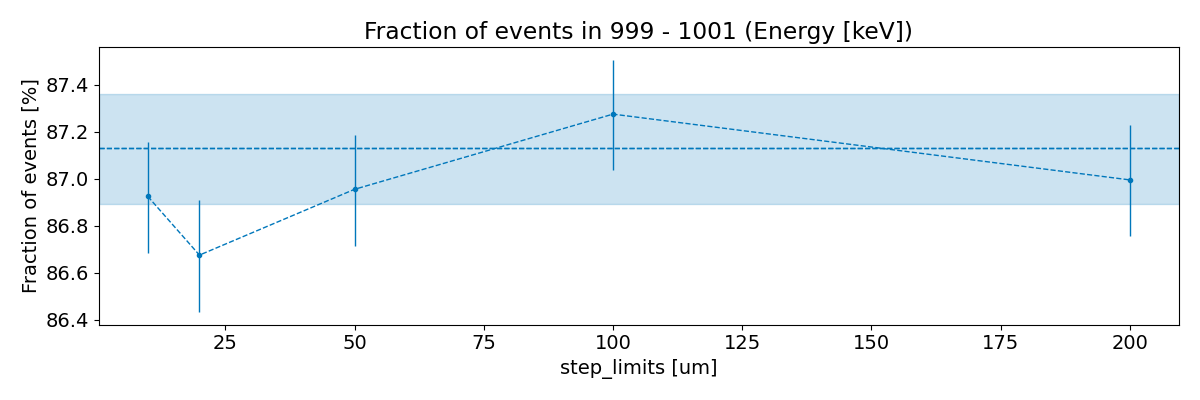 Fraction of events in 999 - 1001 (Energy [keV])
Fraction of events [%]
87.4
87.2
87.0
86.8
86.6
86.4
25 50 75 100 125 150 175 200
step_limits [um]